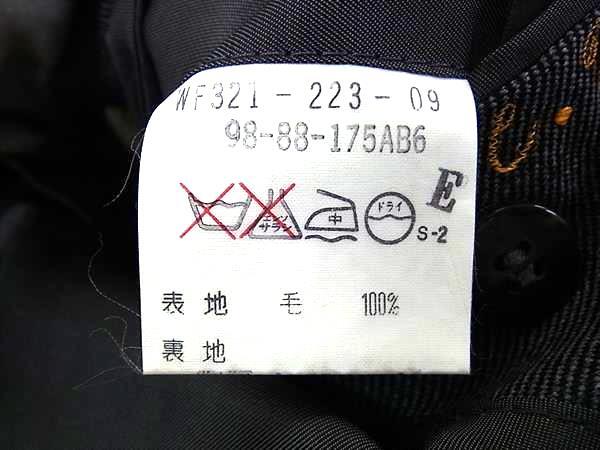 WF321-223-09
98-88-175AB6
E
エンソ
サラシ
中
ドライ
S-2
表地 毛 100%
裏地